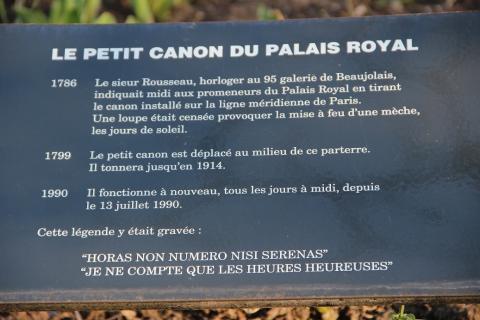 LE PETIT CANON DU PALAIS ROYAL
1786 Le sieur Rousseau, horloger au 95 galerie de Beaujolais,
indiquait midi aux promeneurs du Palais Royal en tirant
le canon installé sur la ligne méridienne de Paris.
Une loupe était censée provoquer la mise à feu d'une mèche,
les jours de soleil.
1799 Le petit canon est déplacé au milieu de ce parterre.
Il tonnera jusqu'en 1914.
1990 Il fonctionne à nouveau, tous les jours à midi, depuis
le 13 juillet 1990.
Cette légende y était gravée :
"HORAS NON NUMERO NISI SERENAS"
"JE NE COMPTE QUE LES HEURES HEUREUSES"